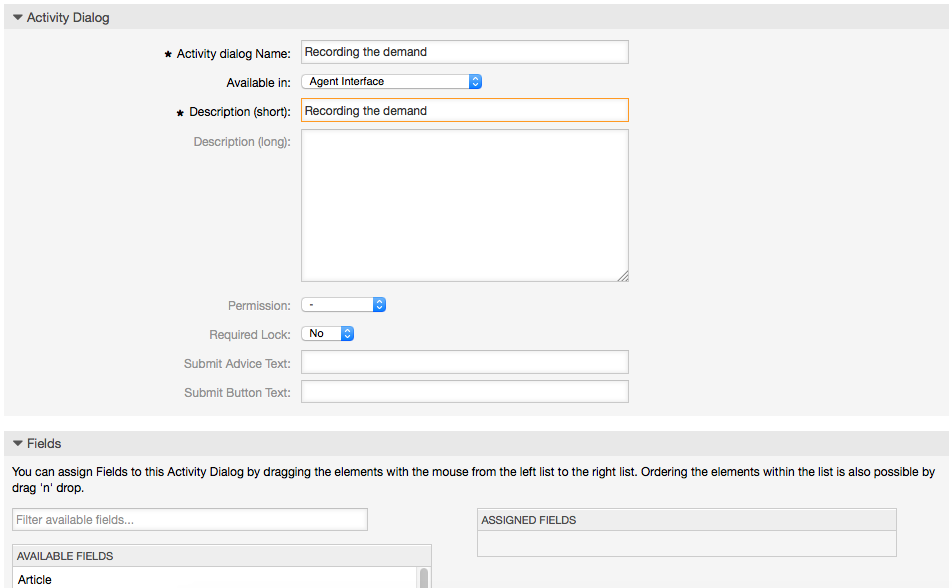 Activity Dialog
★ Activity dialog Name: Recording the demand
Available in: Agent Interface
★ Description (short): Recording the demand
Description (long):
Permission: -
Required Lock: No
Submit Advice Text:
Submit Button Text:
Fields
You can assign Fields to this Activity Dialog by dragging the elements with the mouse from the left list to the right list. Ordering the elements within the list is also possible by
drag 'n' drop.
Filter available fields...
ASSIGNED FIELDS
AVAILABLE FIELDS
Article